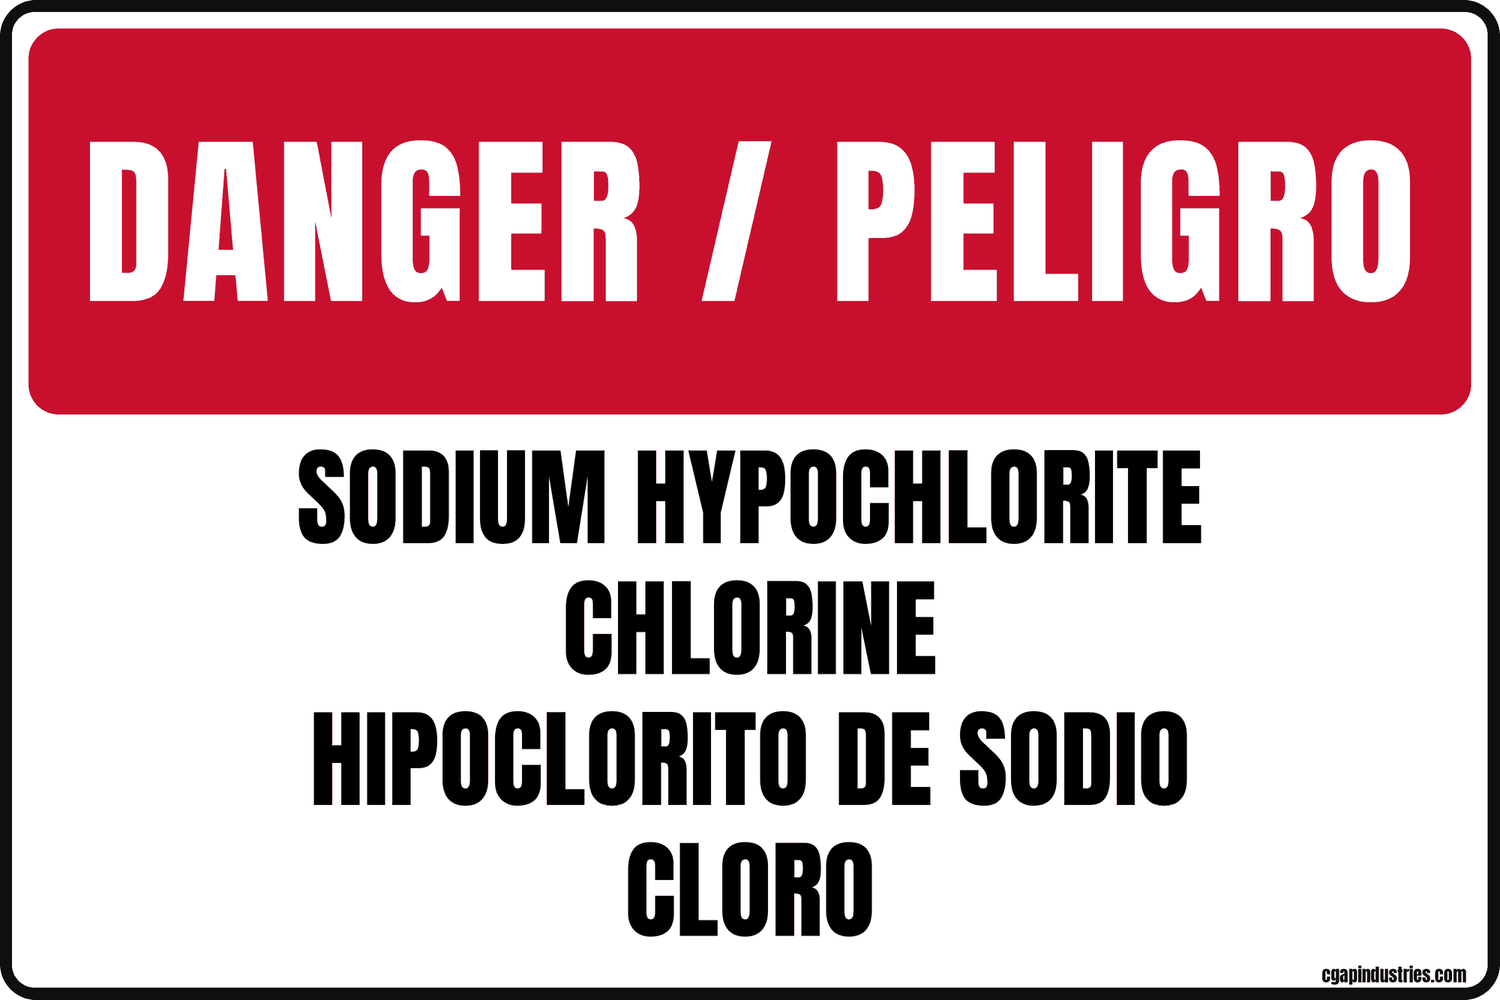 DANGER / PELIGRO
SODIUM HYPOCHLORITE
CHLORINE
HIPOCLORITO DE SODIO
CLORO
cgapindustries.com